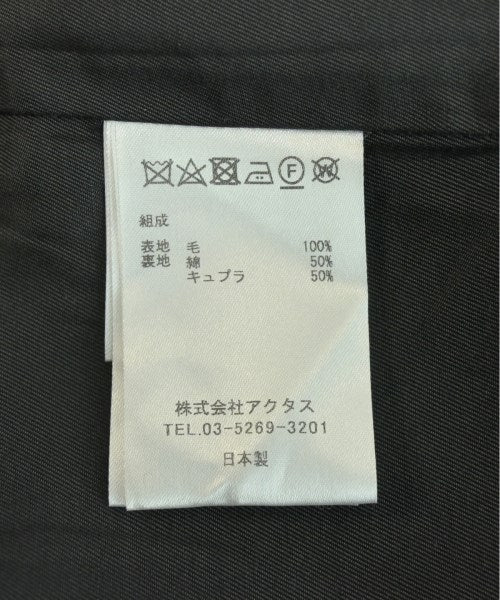 F W
組成
表地 毛 100%
裏地 綿 50%
キュプラ 50%
株式会社アクタス
TEL.03-5269-3201
日本製